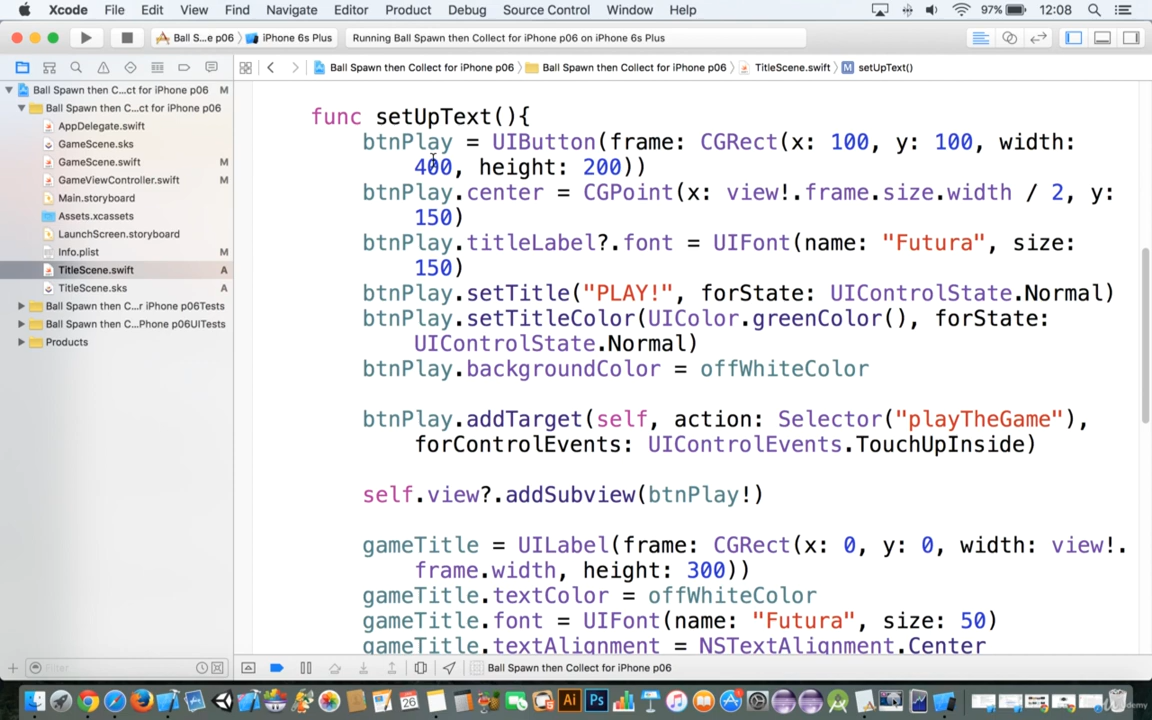 Xcode File Edit View Find Navigate Editor Product Debug Source Control Window Help 97% 12:08
Ball S...e p06 iPhone 6s Plus Running Ball Spawn then Collect for iPhone p06 on iPhone 6s Plus
Ball Spawn then Collect for iPhone p06 Ball Spawn then Collect for iPhone p06 TitleScene.swift M setUpText()
Ball Spawn then C...ct for iPhone p06 M
Ball Spawn then C...ct for iPhone p06
AppDelegate.swift
GameScene.sks
GameScene.swift M
GameViewController.swift M
Main.storyboard
Assets.xcassets
LaunchScreen.storyboard
Info.plist M
TitleScene.swift A
TitleScene.sks A
Ball Spawn then C...r iPhone p06Tests
Ball Spawn then C...Phone p06UITests
Products
func setUpText(){
btnPlay = UIButton(frame: CGRect(x: 100, y: 100, width:
400, height: 200))
btnPlay.center = CGPoint(x: view!.frame.size.width / 2, y:
150)
btnPlay.titleLabel?.font = UIFont(name: "Futura", size:
150)
btnPlay.setTitle("PLAY!", forState: UIControlState.Normal)
btnPlay.setTitleColor(UIColor.greenColor(), forState:
UIControlState.Normal)
btnPlay.backgroundColor = offWhiteColor
btnPlay.addTarget(self, action: Selector("playTheGame"),
forControlEvents: UIControlEvents.TouchUpInside)
self.view?.addSubview(btnPlay!)
gameTitle = UILabel(frame: CGRect(x: 0, y: 0, width: view!.
frame.width, height: 300))
gameTitle.textColor = offWhiteColor
gameTitle.font = UIFont(name: "Futura", size: 50)
gameTitle.textAlignment = NSTextAlignment.Center
Filter
Ball Spawn then Collect for iPhone p06
26 Ai Ps
Udemy